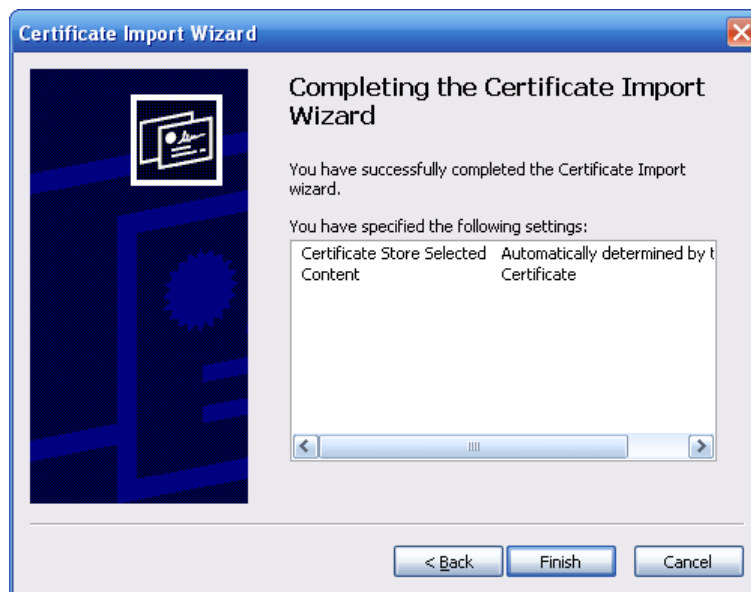 Certificate Import Wizard
Completing the Certificate Import
Wizard
You have successfully completed the Certificate Import
wizard.
You have specified the following settings:
Certificate Store Selected Automatically determined by t
Content Certificate
< Back Finish Cancel